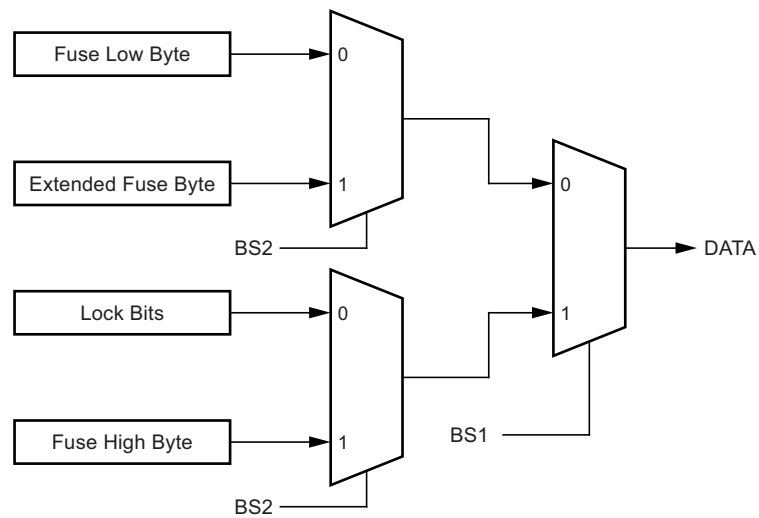 Fuse Low Byte
0
Extended Fuse Byte
1
BS2
0
DATA
Lock Bits
0
1
Fuse High Byte
1
BS1
BS2